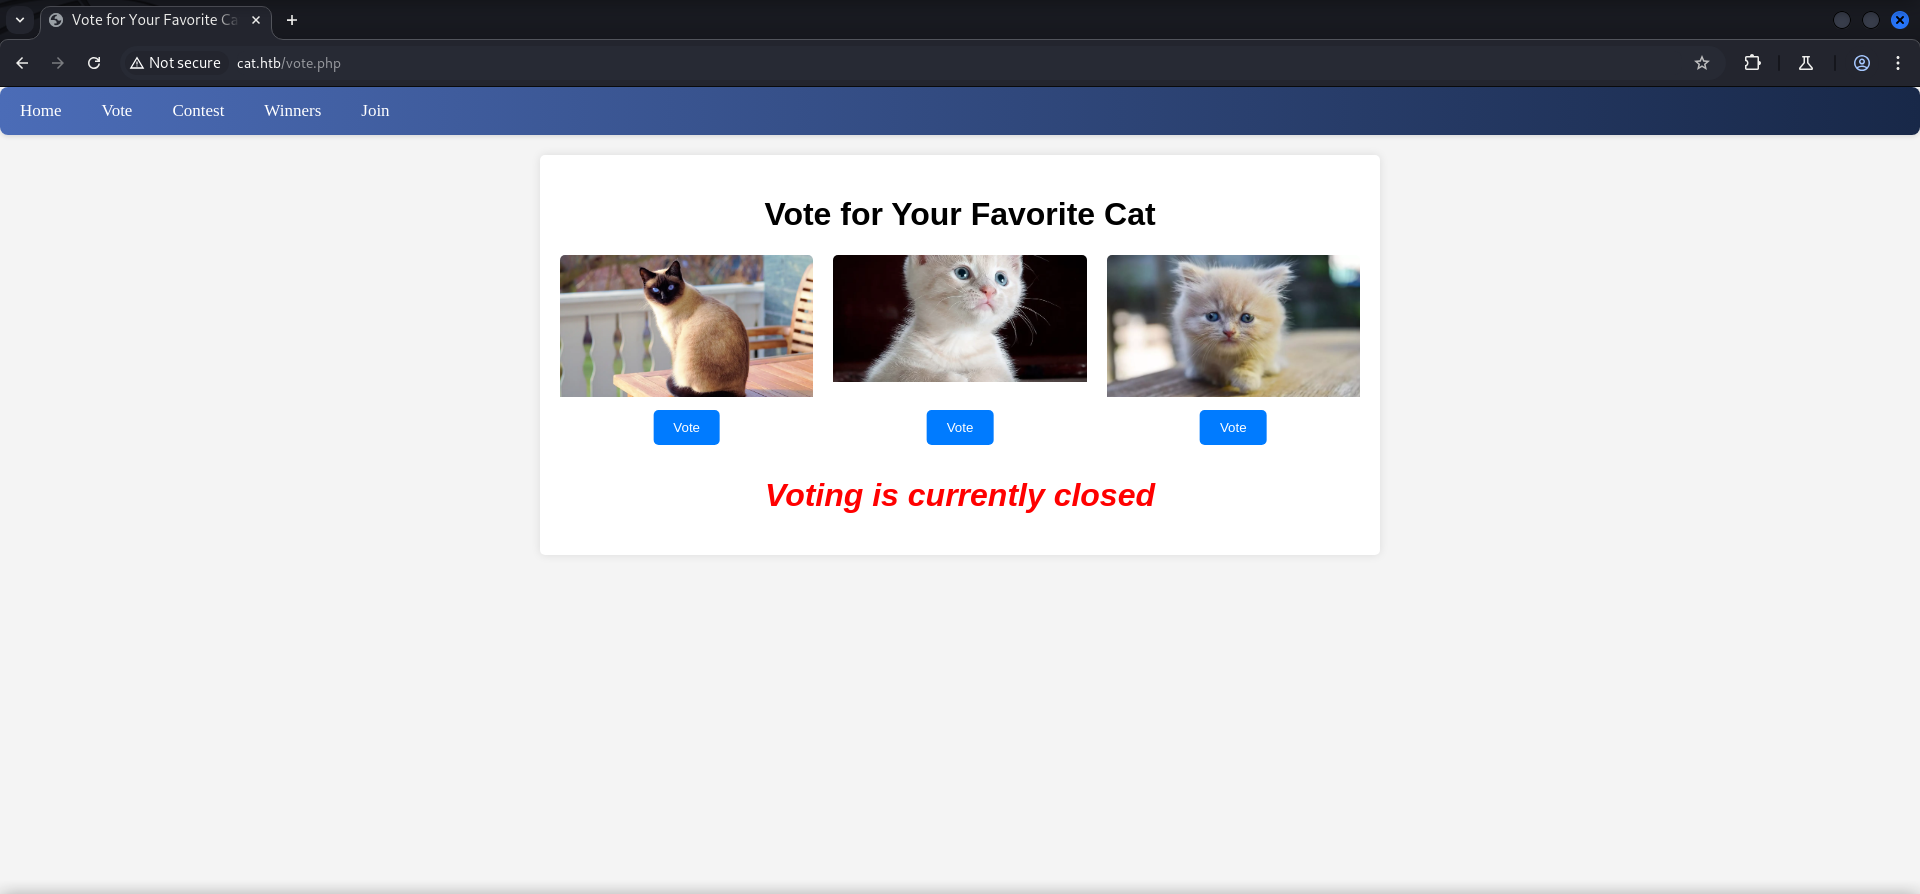 Vote for Your Favorite Ca
Not secure
cat.htb/vote.php
Home Vote Contest Winners Join
Vote for Your Favorite Cat
Vote Vote Vote
Voting is currently closed